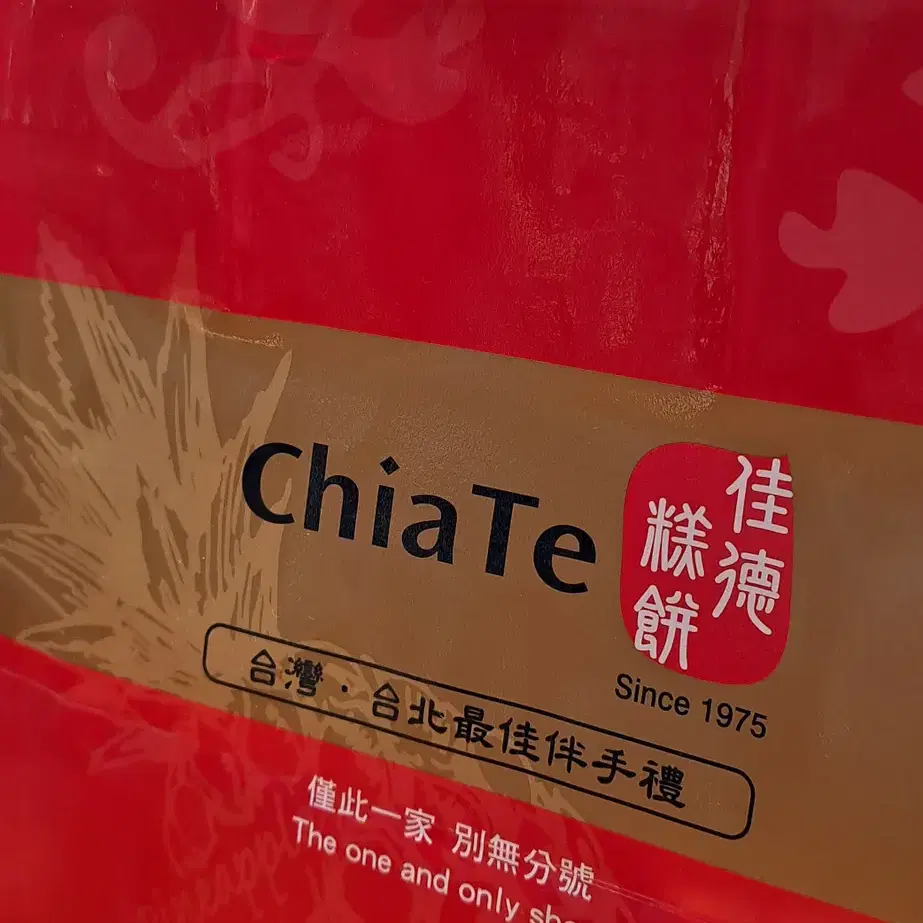 ChiaTe
佳德
糕餅
Since 1975
台灣・台北最佳伴手禮
僅此一家 別無分號
The one and only